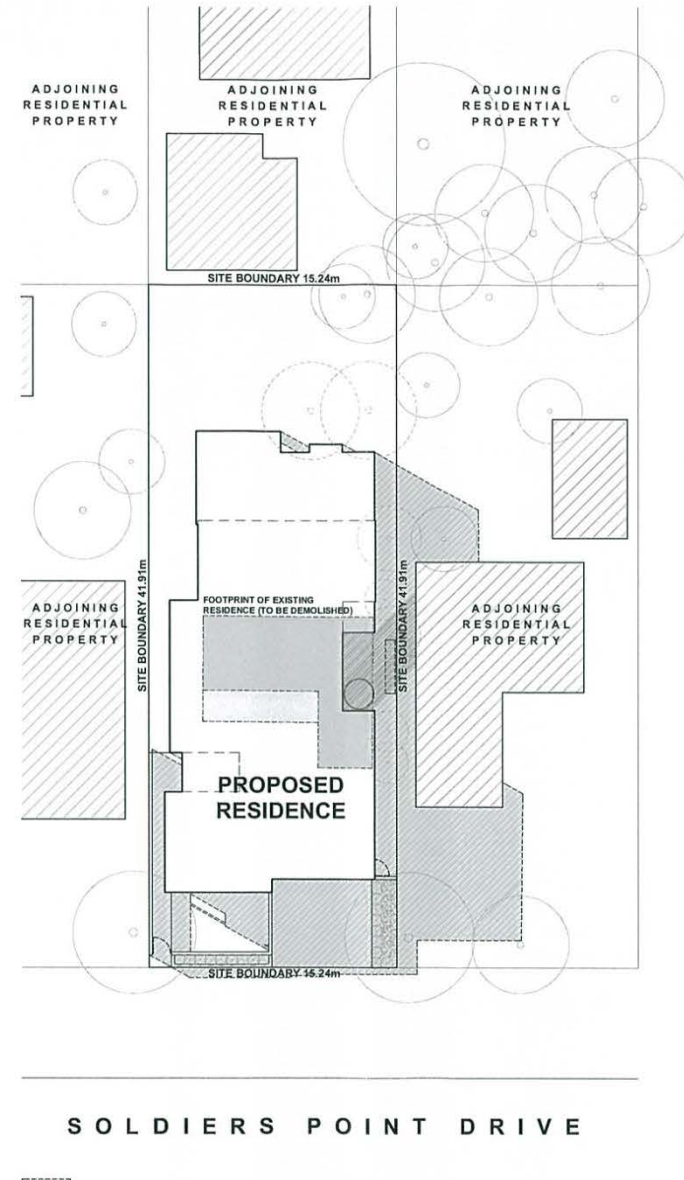 ADJOINING
RESIDENTIAL
PROPERTY
ADJOINING
RESIDENTIAL
PROPERTY
ADJOINING
RESIDENTIAL
PROPERTY
SITE BOUNDARY 15.24m
SITE BOUNDARY 41.91m
FOOTPRINT OF EXISTING
RESIDENCE (TO BE DEMOLISHED)
SITE BOUNDARY 41.91m
ADJOINING
RESIDENTIAL
PROPERTY
ADJOINING
RESIDENTIAL
PROPERTY
PROPOSED
RESIDENCE
SITE BOUNDARY 15.24m
SOLDIERS POINT DRIVE